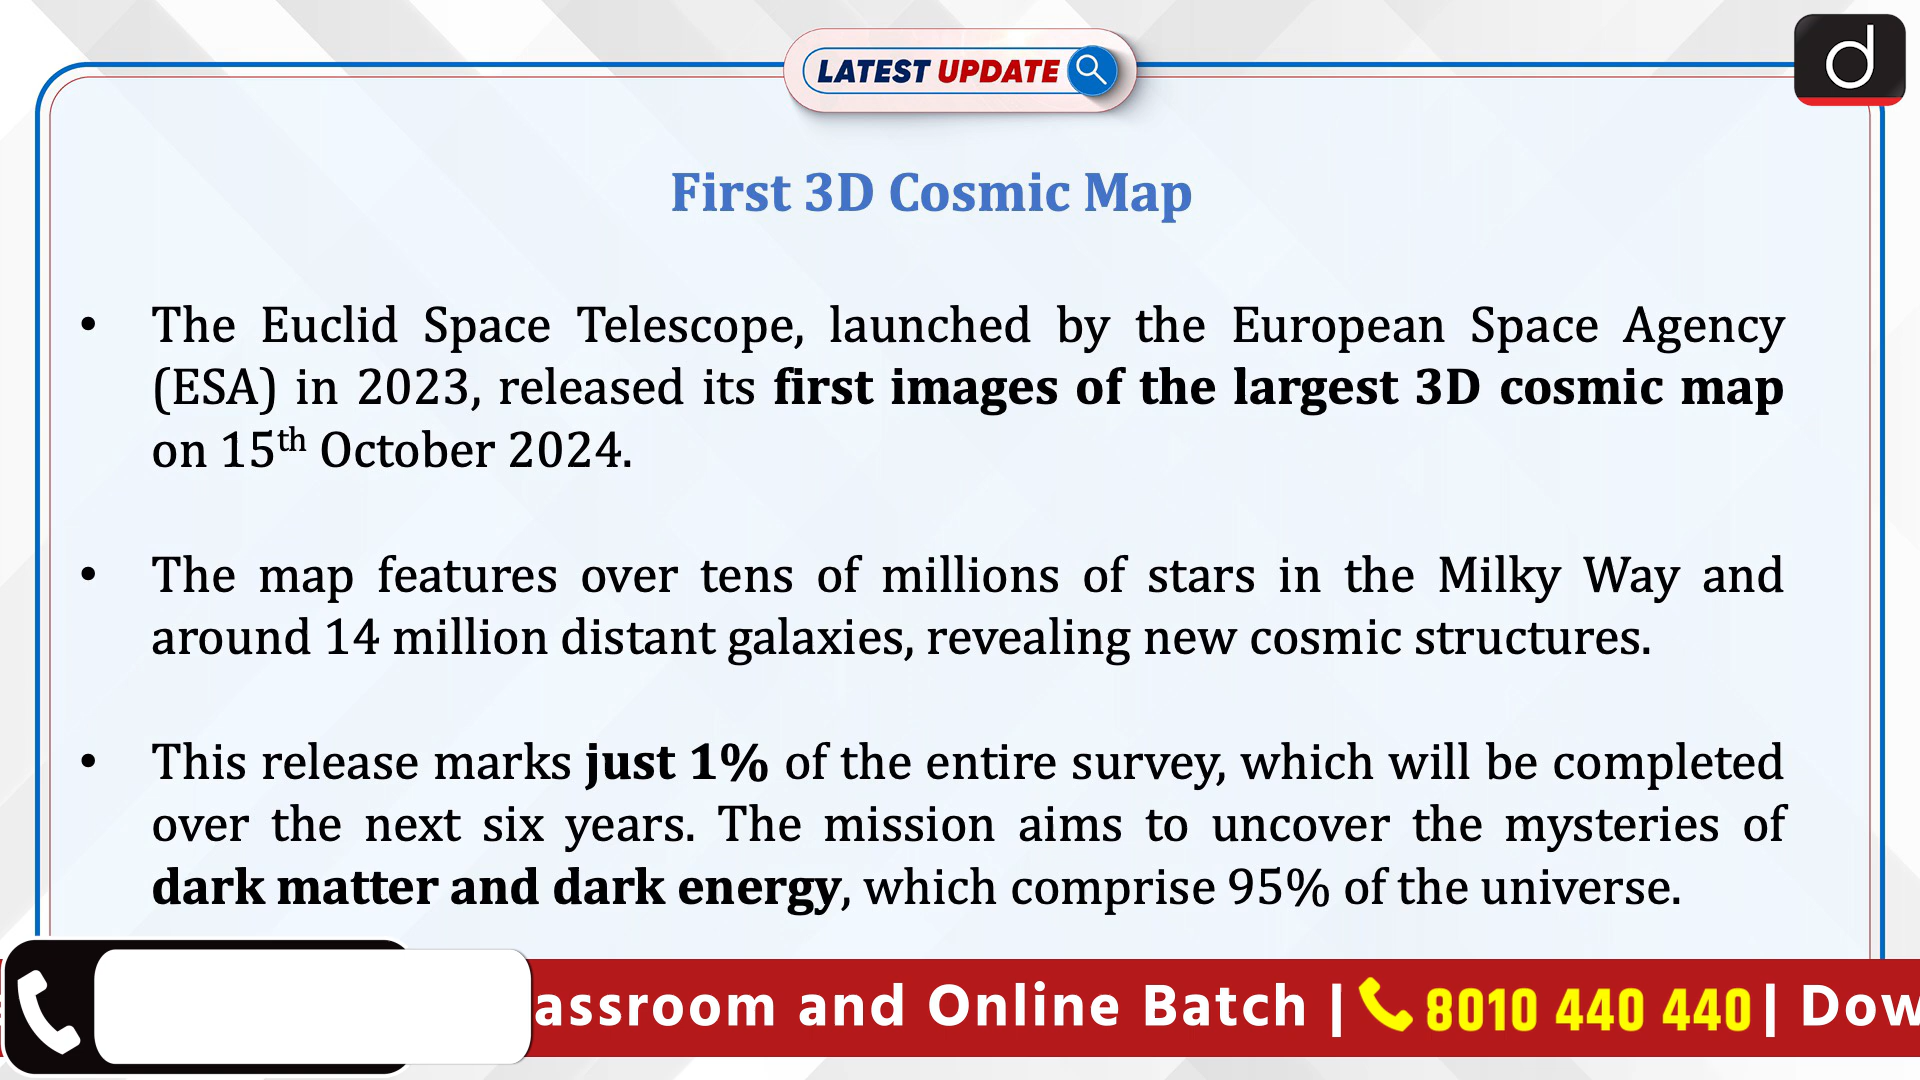 LATEST UPDATE
d
First 3D Cosmic Map
• The Euclid Space Telescope, launched by the European Space Agency
(ESA) in 2023, released its first images of the largest 3D cosmic map
on 15th October 2024.
• The map features over tens of millions of stars in the Milky Way and
around 14 million distant galaxies, revealing new cosmic structures.
• This release marks just 1% of the entire survey, which will be completed
over the next six years. The mission aims to uncover the mysteries of
dark matter and dark energy, which comprise 95% of the universe.
assroom and Online Batch | 8010 440 440 | Dow